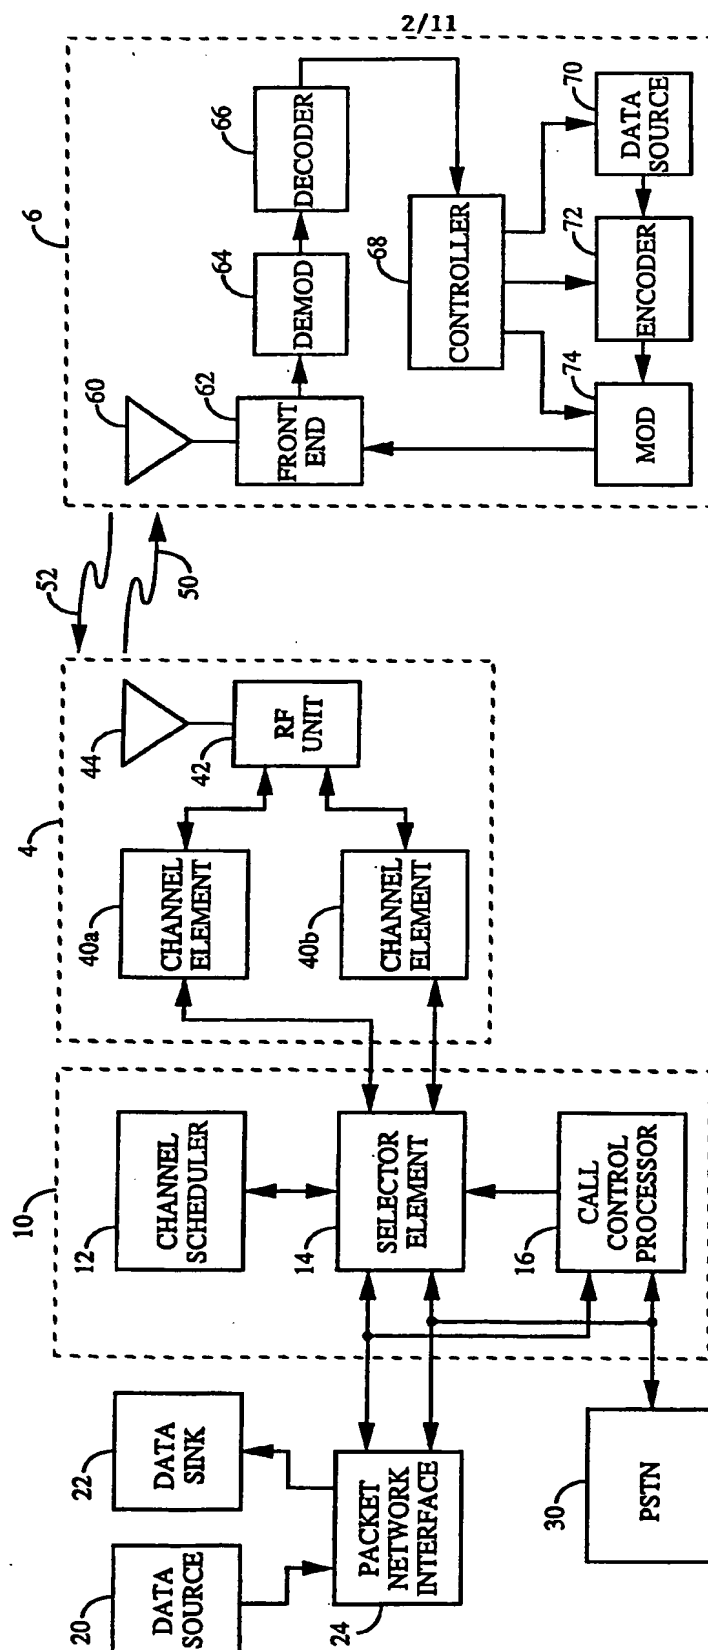 2/11
20
DATA
SOURCE
22
DATA
SINK
24
PACKET
NETWORK
INTERFACE
30
PSTN
10
12
CHANNEL
SCHEDULER
14
SELECTOR
ELEMENT
16
CALL
CONTROL
PROCESSOR
4
40a
CHANNEL
ELEMENT
40b
CHANNEL
ELEMENT
44
42
RF
UNIT
52
50
6
60
62
FRONT
END
64
DEMOD
66
DECODER
68
CONTROLLER
70
DATA
SOURCE
72
ENCODER
74
MOD